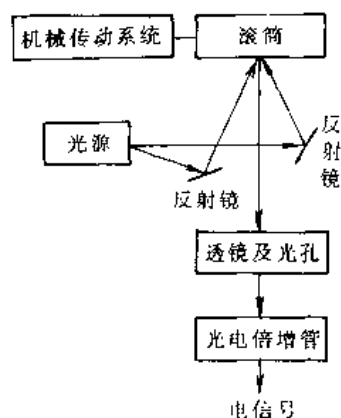 机械传动系统
滚筒
光源
反射镜
反射镜
透镜及光孔
光电倍增管
电信号